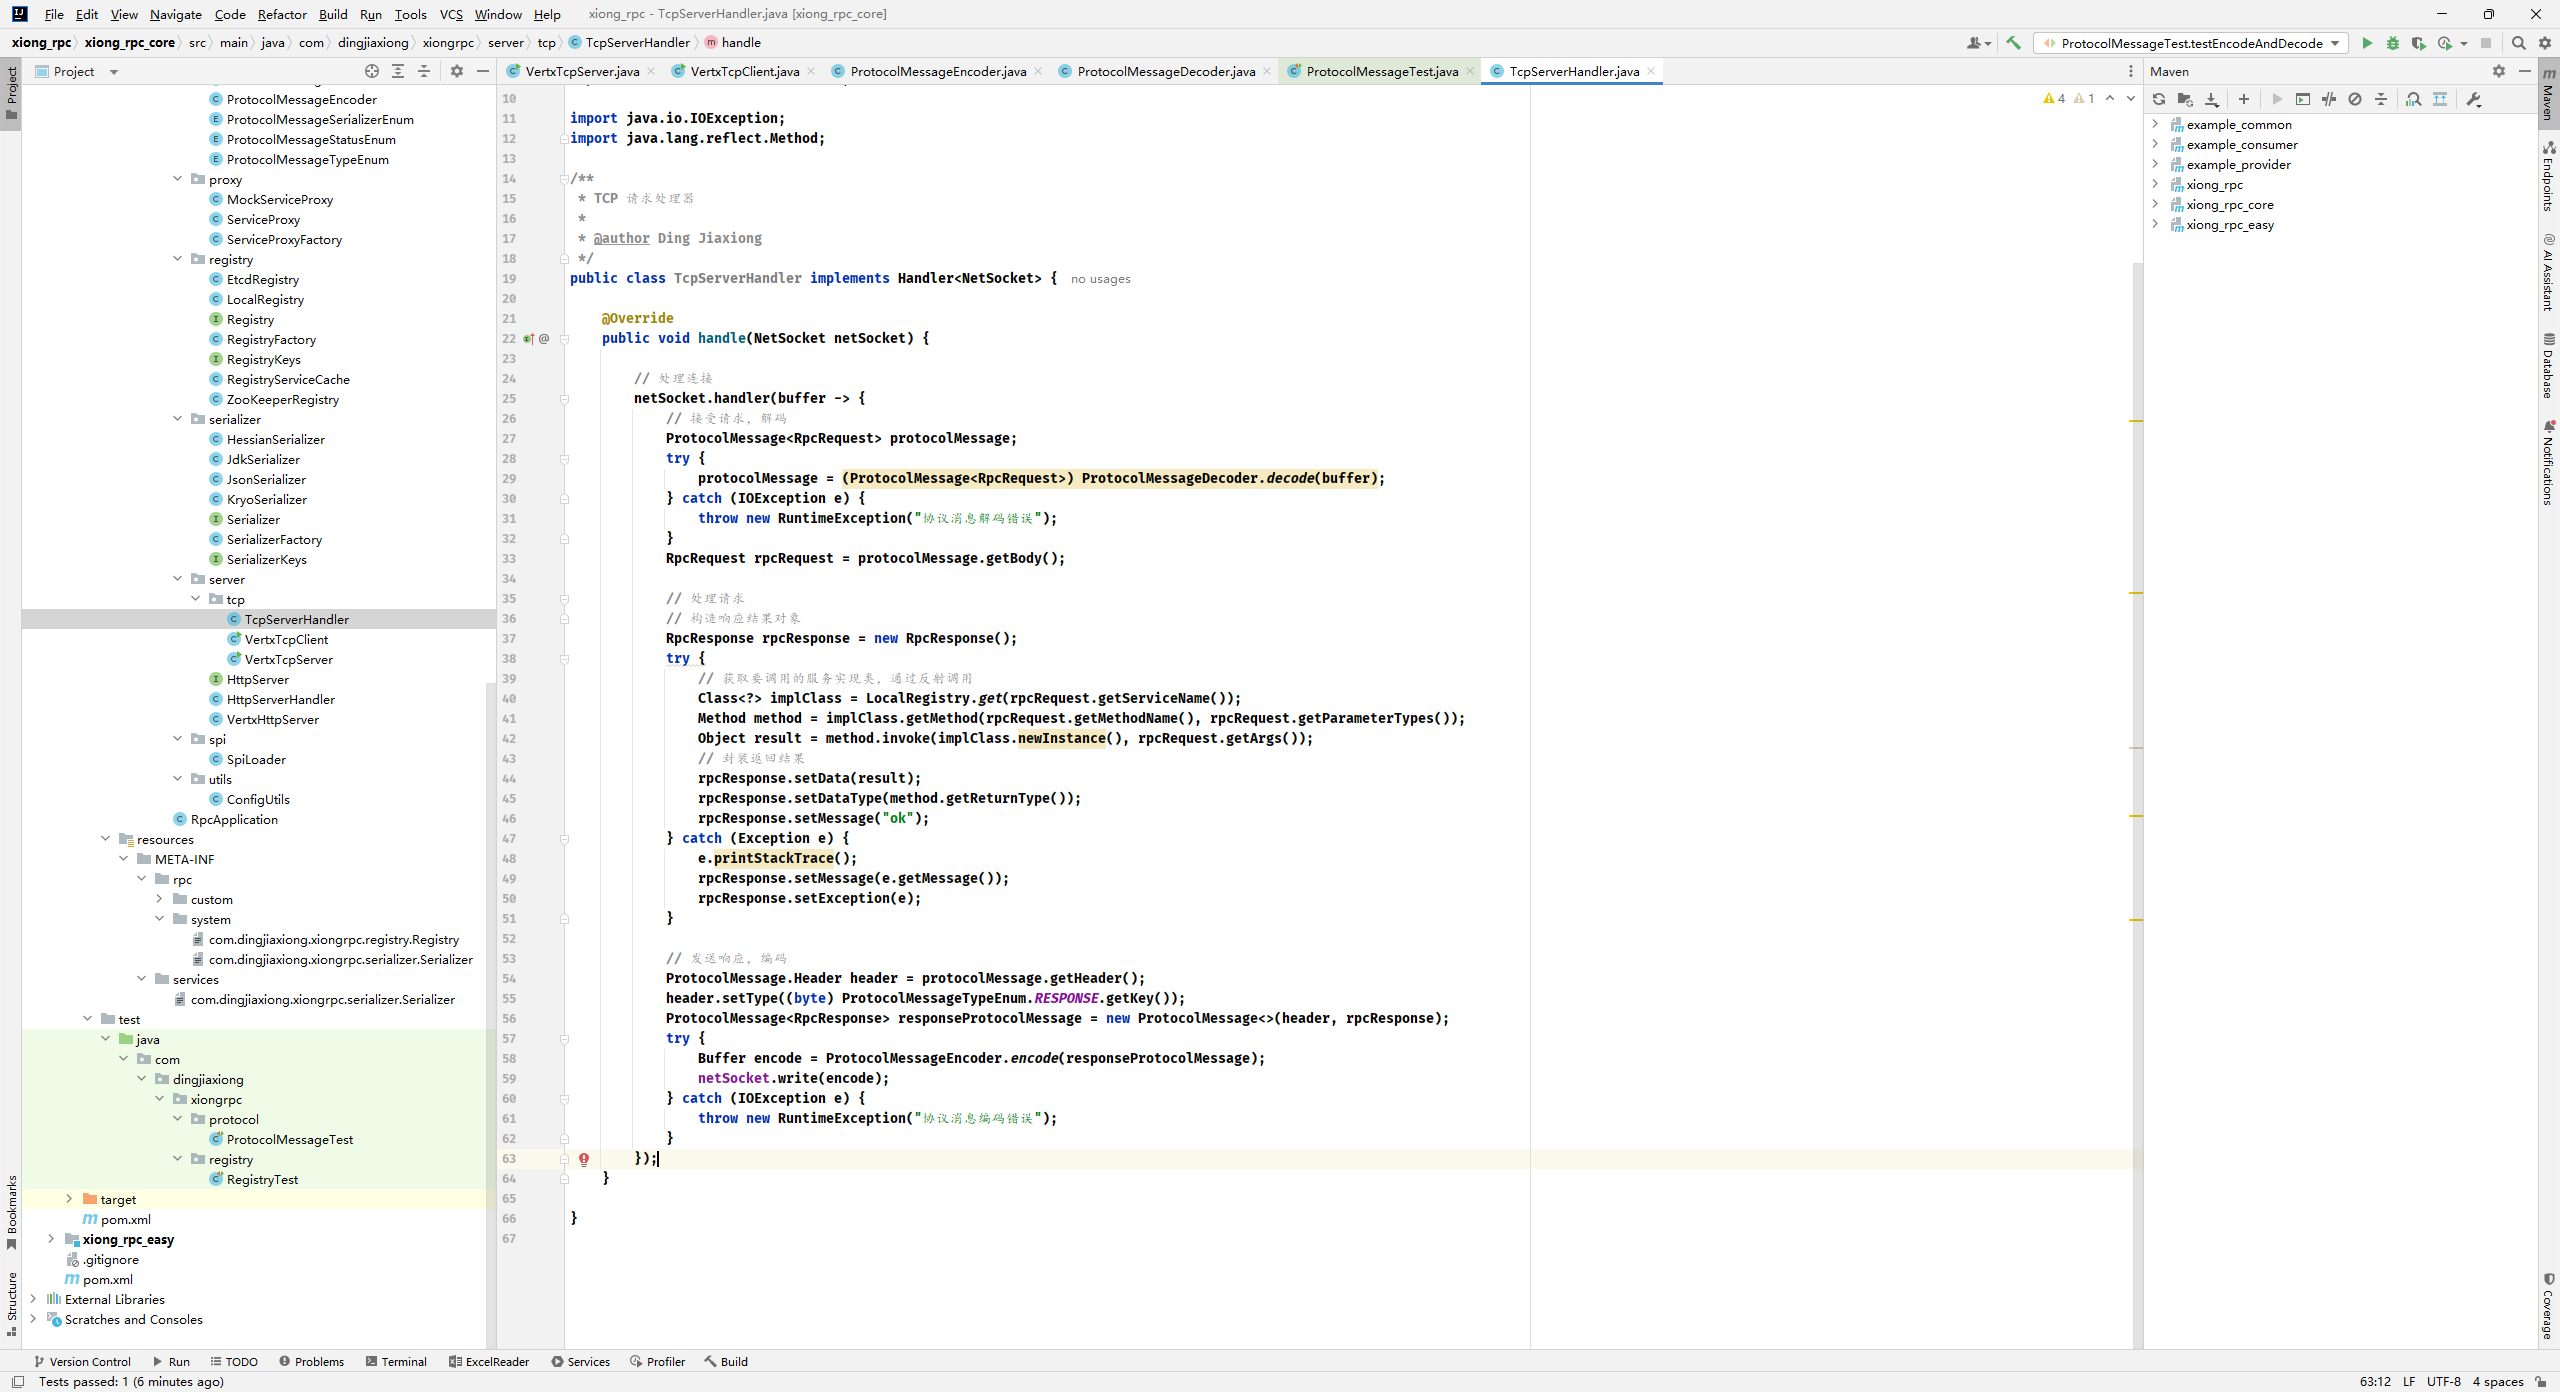 File Edit View Navigate Code Refactor Build Run Tools VCS Window Help xiong_rpc - TcpServerHandler.java [xiong_rpc_core]
xiong_rpc xiong_rpc_core src main java com dingjiaxiong xiongrpc server tcp TcpServerHandler handle
ProtocolMessageTest.testEncodeAndDecode
Project
VertxTcpServer.java VertxTcpClient.java ProtocolMessageEncoder.java ProtocolMessageDecoder.java ProtocolMessageTest.java TcpServerHandler.java
Maven
Project
Bookmarks
Structure
ProtocolMessageEncoder
ProtocolMessageSerializerEnum
ProtocolMessageStatusEnum
ProtocolMessageTypeEnum
proxy
MockServiceProxy
ServiceProxy
ServiceProxyFactory
registry
EtcdRegistry
LocalRegistry
Registry
RegistryFactory
RegistryKeys
RegistryServiceCache
ZooKeeperRegistry
serializer
HessianSerializer
JdkSerializer
JsonSerializer
KryoSerializer
Serializer
SerializerFactory
SerializerKeys
server
tcp
TcpServerHandler
VertxTcpClient
VertxTcpServer
HttpServer
HttpServerHandler
VertxHttpServer
spi
SpiLoader
utils
ConfigUtils
RpcApplication
resources
META-INF
rpc
custom
system
com.dingjiaxiong.xiongrpc.registry.Registry
com.dingjiaxiong.xiongrpc.serializer.Serializer
services
com.dingjiaxiong.xiongrpc.serializer.Serializer
test
java
com
dingjiaxiong
xiongrpc
protocol
ProtocolMessageTest
registry
RegistryTest
target
pom.xml
xiong_rpc_easy
.gitignore
pom.xml
External Libraries
Scratches and Consoles
4 1
10
11 import java.io.IOException;
12 import java.lang.reflect.Method;
13
14 /**
15 * TCP 请求处理器
16 *
17 * @author Ding Jiaxiong
18 */
19 public class TcpServerHandler implements Handler<NetSocket> { no usages
20
21 @Override
22 public void handle(NetSocket netSocket) {
23
24 // 处理连接
25 netSocket.handler(buffer -> {
26 // 接受请求，解码
27 ProtocolMessage<RpcRequest> protocolMessage;
28 try {
29 protocolMessage = (ProtocolMessage<RpcRequest>) ProtocolMessageDecoder.decode(buffer);
30 } catch (IOException e) {
31 throw new RuntimeException("协议消息解码错误");
32 }
33 RpcRequest rpcRequest = protocolMessage.getBody();
34
35 // 处理请求
36 // 构造响应结果对象
37 RpcResponse rpcResponse = new RpcResponse();
38 try {
39 // 获取要调用的服务实现类，通过反射调用
40 Class<?> implClass = LocalRegistry.get(rpcRequest.getServiceName());
41 Method method = implClass.getMethod(rpcRequest.getMethodName(), rpcRequest.getParameterTypes());
42 Object result = method.invoke(implClass.newInstance(), rpcRequest.getArgs());
43 // 封装返回结果
44 rpcResponse.setData(result);
45 rpcResponse.setDataType(method.getReturnType());
46 rpcResponse.setMessage("ok");
47 } catch (Exception e) {
48 e.printStackTrace();
49 rpcResponse.setMessage(e.getMessage());
50 rpcResponse.setException(e);
51 }
52
53 // 发送响应，编码
54 ProtocolMessage.Header header = protocolMessage.getHeader();
55 header.setType((byte) ProtocolMessageTypeEnum.RESPONSE.getKey());
56 ProtocolMessage<RpcResponse> responseProtocolMessage = new ProtocolMessage<>(header, rpcResponse);
57 try {
58 Buffer encode = ProtocolMessageEncoder.encode(responseProtocolMessage);
59 netSocket.write(encode);
60 } catch (IOException e) {
61 throw new RuntimeException("协议消息编码错误");
62 }
63 });
64 }
65
66 }
67
example_common
example_consumer
example_provider
xiong_rpc
xiong_rpc_core
xiong_rpc_easy
Maven
Endpoints
AI Assistant
Database
Notifications
Coverage
Version Control Run TODO Problems Terminal ExcelReader Services Profiler Build
Tests passed: 1 (6 minutes ago) 63:12 LF UTF-8 4 spaces